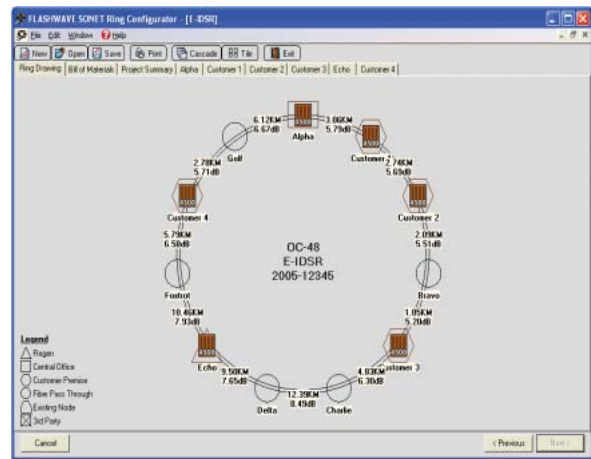 FLASHWAVE SONET Ring Configurator - [E-IDSR]
File Edit Window Help
New Open Save Print Cascade Tile Exit
Ring Drawing Bill of Materials Project Summary Alpha Customer 1 Customer 2 Customer 3 Echo Customer 4
6.12KM
6.67dB
4500
Alpha
3.06KM
5.79dB
Golf
Customer
2.78KM
5.71dB
2.74KM
5.69dB
4500
Customer 4
4500
Customer 2
5.79KM
6.58dB
2.09KM
5.51dB
OC-48
E-IDSR
2005-12345
Foxtrot
Bravo
10.46KM
7.93dB
1.05KM
5.20dB
4500
Echo
4500
Customer 3
9.50KM
7.65dB
4.83KM
6.30dB
12.39KM
8.49dB
Delta
Charlie
Legend
Regen
Central Office
Customer Premise
Fiber Pass Through
Existing Node
3rd Party
Cancel
< Previous
Next >